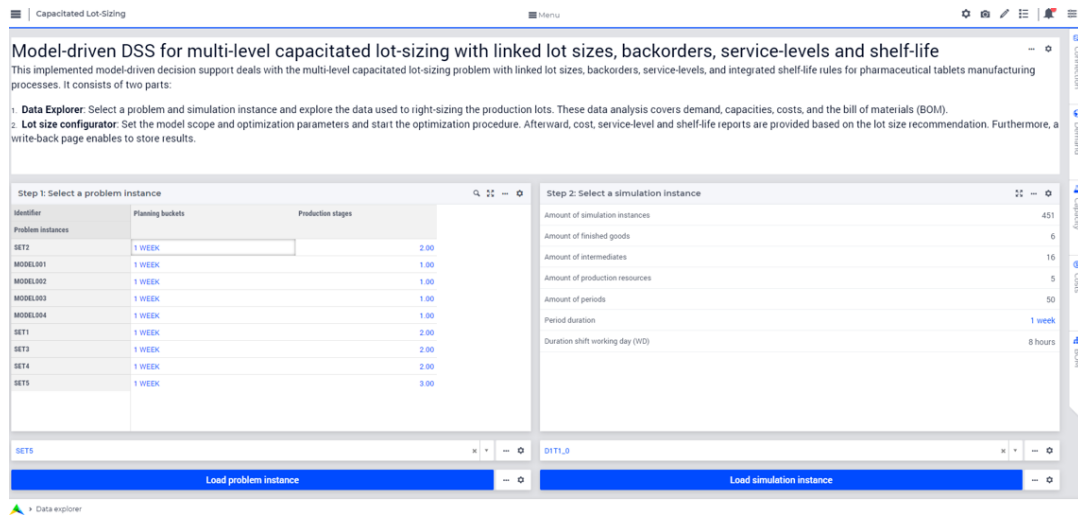 Capacitated Lot-Sizing
Menu
Model-driven DSS for multi-level capacitated lot-sizing with linked lot sizes, backorders, service-levels and shelf-life
This implemented model-driven decision support deals with the multi-level capacitated lot-sizing problem with linked lot sizes, backorders, service-levels, and integrated shelf-life rules for pharmaceutical tablets manufacturing
processes. It consists of two parts:
1. Data Explorer: Select a problem and simulation instance and explore the data used to right-sizing the production lots. These data analysis covers demand, capacities, costs, and the bill of materials (BOM).
2. Lot size configurator: Set the model scope and optimization parameters and start the optimization procedure. Afterward, cost, service-level and shelf-life reports are provided based on the lot size recommendation. Furthermore, a
write-back page enables to store results.
Step 1: Select a problem instance
Identifier Planning buckets Production stages
Problem instances
SET2 1 WEEK 2.00
MODEL001 1 WEEK 1.00
MODEL002 1 WEEK 1.00
MODEL003 1 WEEK 1.00
MODEL004 1 WEEK 1.00
SET1 1 WEEK 2.00
SET3 1 WEEK 2.00
SET4 1 WEEK 2.00
SET5 1 WEEK 3.00
SET5
Load problem instance
Step 2: Select a simulation instance
Amount of simulation instances 451
Amount of finished goods 6
Amount of intermediates 16
Amount of production resources 5
Amount of periods 50
Period duration 1 week
Duration shift working day (WD) 8 hours
D1T1_0
Load simulation instance
Connection
Demand
Capacity
Costs
BOM
Data explorer